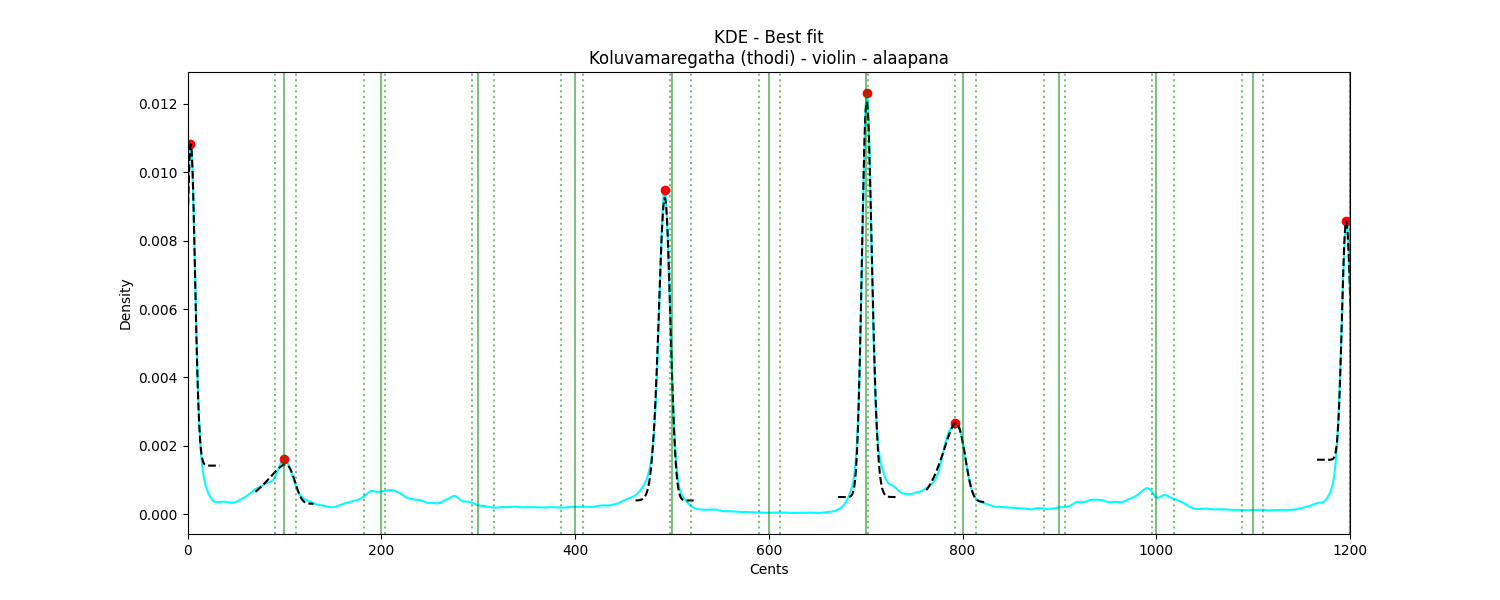 KDE - Best fit
Koluvamaregatha (thodi) - violin - alaapana
0.012
0.010
0.008
0.006
0.004
0.002
0.000
Density
0 200 400 600 800 1000 1200
Cents